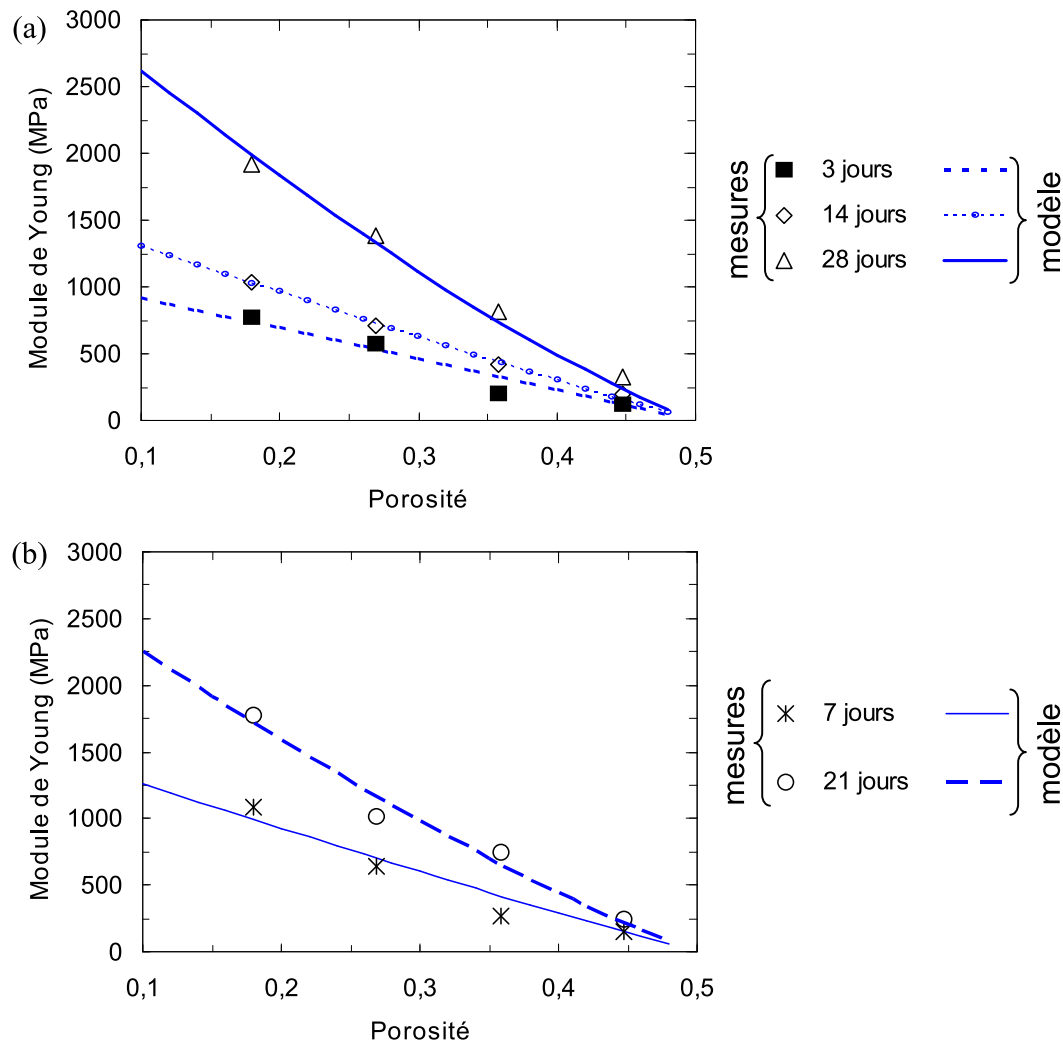 (a)
3000
2500
2000
1500
1000
500
0
Module de Young (MPa)
0,1 0,2 0,3 0,4 0,5
Porosité
mesures
3 jours
14 jours
28 jours
modèle
(b)
3000
2500
2000
1500
1000
500
0
Module de Young (MPa)
0,1 0,2 0,3 0,4 0,5
Porosité
mesures
7 jours
21 jours
modèle